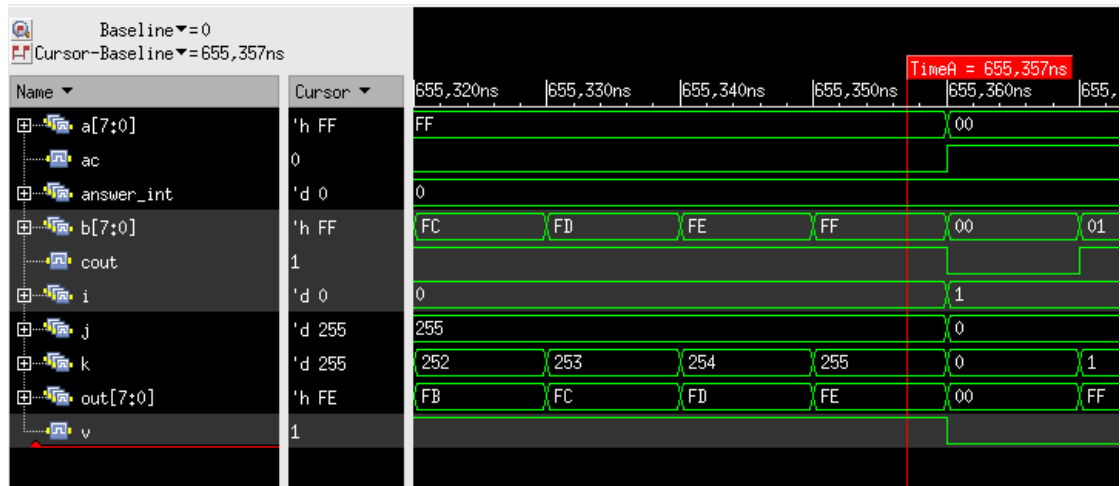 Baseline▼=0
Cursor-Baseline▼=655,357ns
TimeA = 655,357ns
Name ▼ Cursor ▼ 655,320ns 655,330ns 655,340ns 655,350ns 655,360ns 655,
a[7:0] 'h FF FF 00
ac 0
answer_int 'd 0 0
b[7:0] 'h FF FC FD FE FF 00 01
cout 1
i 'd 0 0 1
j 'd 255 255 0
k 'd 255 252 253 254 255 0 1
out[7:0] 'h FE FB FC FD FE 00 FF
v 1